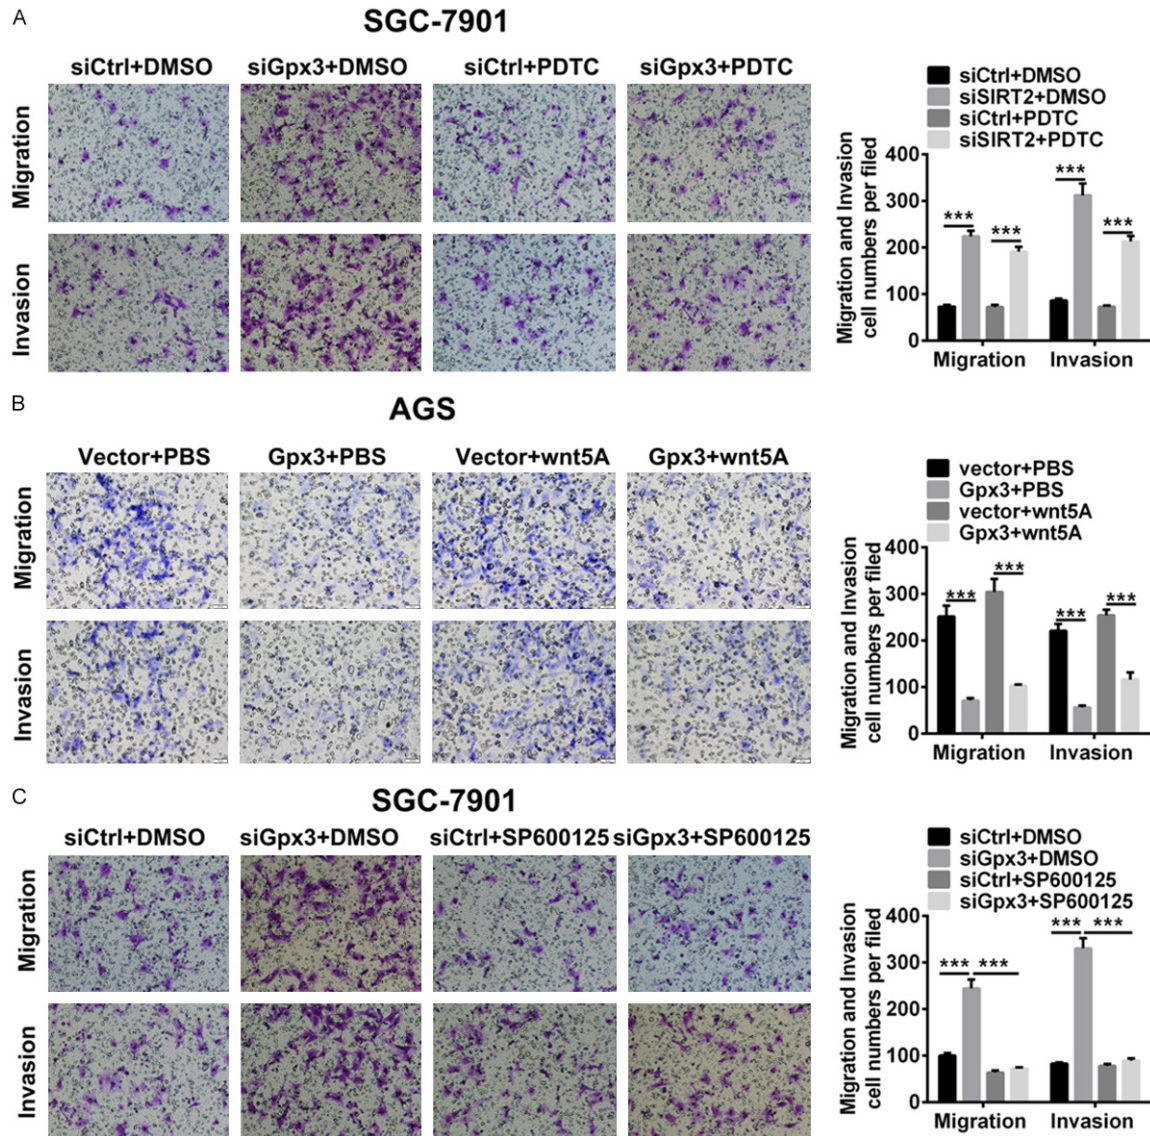 A
SGC-7901
siCtrl+DMSO siGpx3+DMSO siCtrl+PDTC siGpx3+PDTC
Migration
Invasion
siCtrl+DMSO
siSIRT2+DMSO
siCtrl+PDTC
siSIRT2+PDTC
Migration and Invasion
cell numbers per filed
400
300
200
100
0
*** *** *** ***
Migration Invasion
B
AGS
Vector+PBS Gpx3+PBS Vector+wnt5A Gpx3+wnt5A
Migration
Invasion
vector+PBS
Gpx3+PBS
vector+wnt5A
Gpx3+wnt5A
Migration and Invasion
cell numbers per filed
400
300
200
100
0
*** *** *** ***
Migration Invasion
C
SGC-7901
siCtrl+DMSO siGpx3+DMSO siCtrl+SP600125 siGpx3+SP600125
Migration
Invasion
siCtrl+DMSO
siGpx3+DMSO
siCtrl+SP600125
siGpx3+SP600125
Migration and Invasion
cell numbers per filed
400
300
200
100
0
*** *** *** ***
Migration Invasion